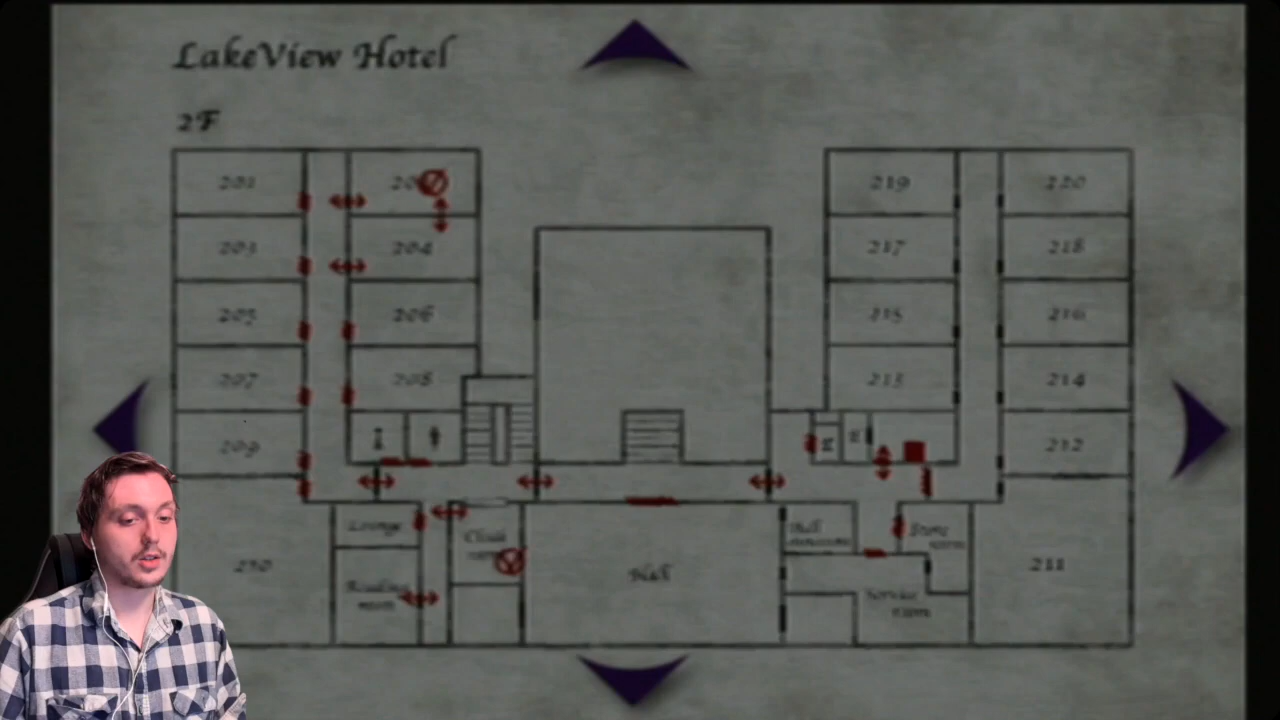 LakeView Hotel
2F
201
219
220
203
204
217
218
205
206
215
216
207
208
213
214
209
212
Lounge
Hall
Store
room
Reading
room
Hall
Service
room
210
211